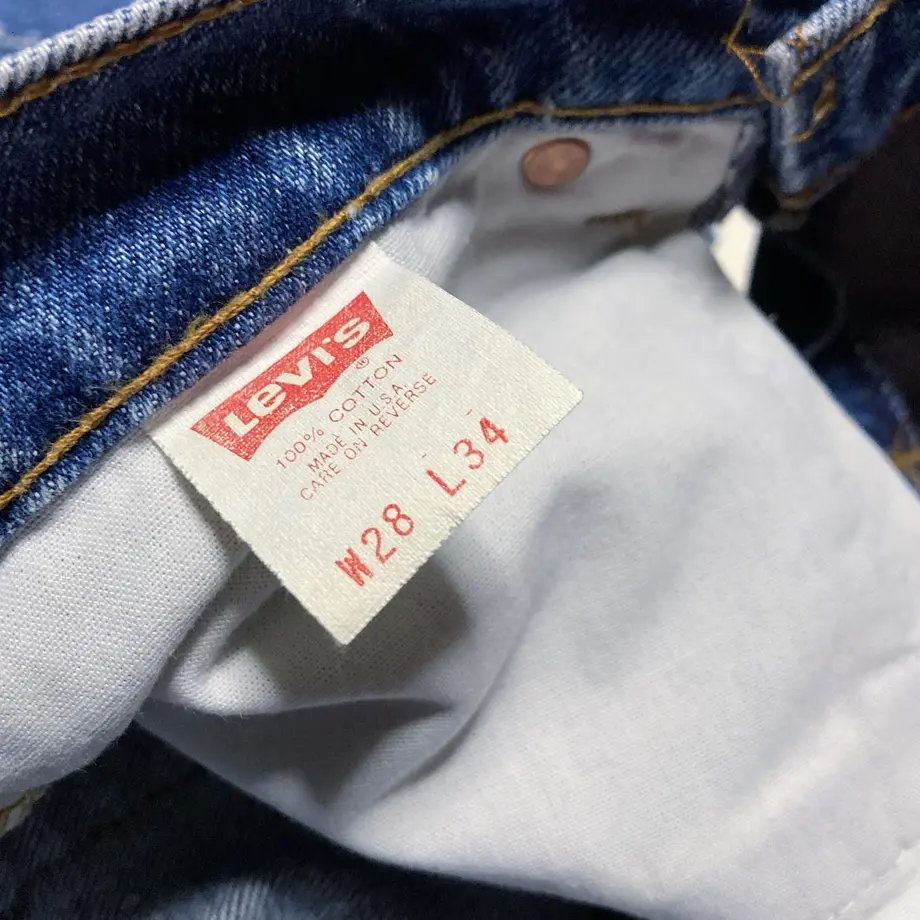 Levi's
®
100% COTTON
MADE IN U.S.A.
CARE ON REVERSE
W28 L34